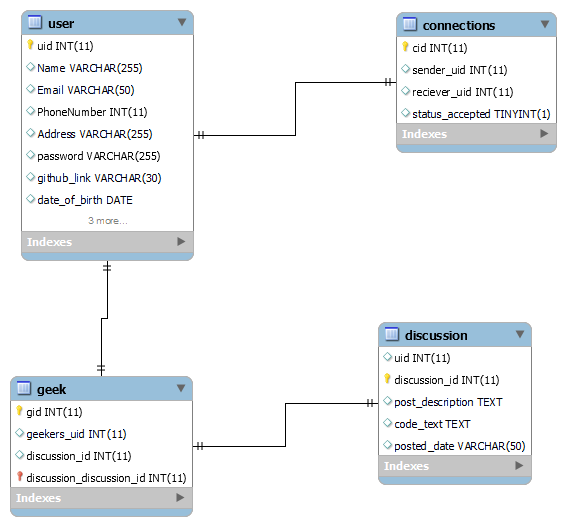 user
uid INT(11)
Name VARCHAR(255)
Email VARCHAR(50)
PhoneNumber INT(11)
Address VARCHAR(255)
password VARCHAR(255)
github_link VARCHAR(30)
date_of_birth DATE
3 more...
Indexes
connections
cid INT(11)
sender_uid INT(11)
reciever_uid INT(11)
status_accepted TINYINT(1)
Indexes
geek
gid INT(11)
geekers_uid INT(11)
discussion_id INT(11)
discussion_discussion_id INT(11)
Indexes
discussion
uid INT(11)
discussion_id INT(11)
post_description TEXT
code_text TEXT
posted_date VARCHAR(50)
Indexes